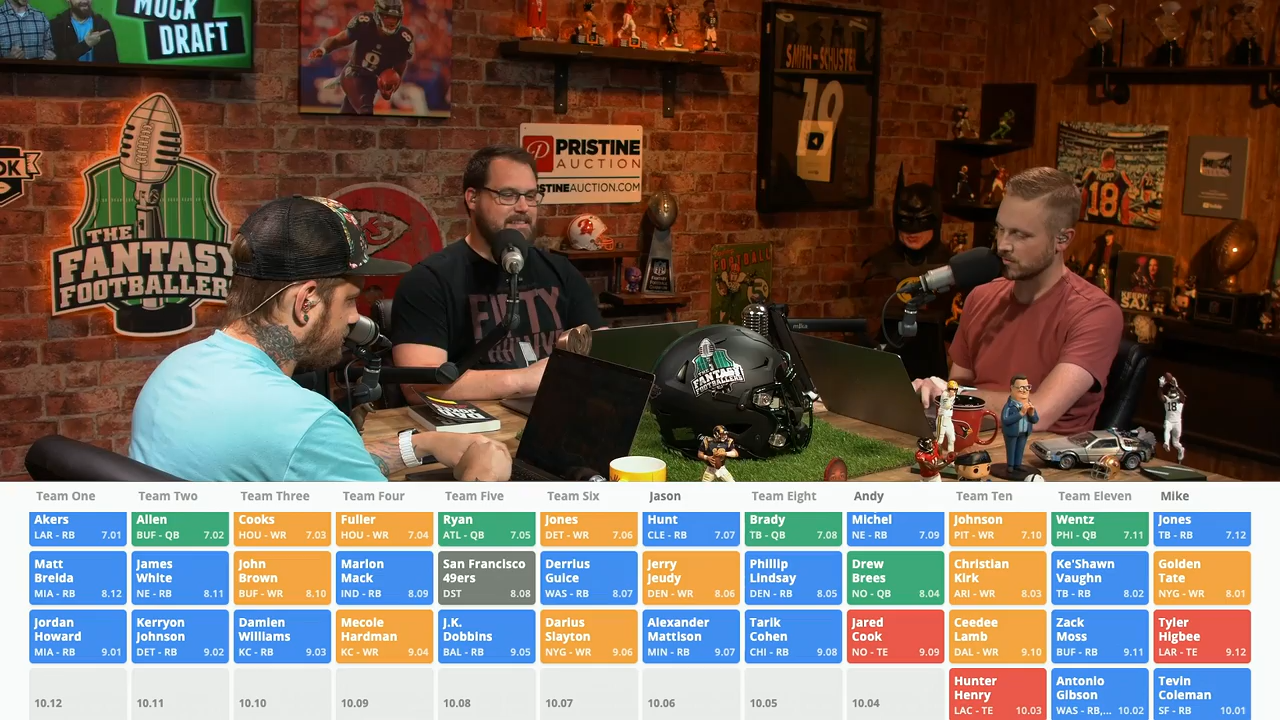 MOCK
DRAFT
SMITH-SCHUSTER
19
PRISTINE
AUCTION
PRISTINEAUCTION.COM
18
THE
FANTASY
FOOTBALLERS
FOOTBALL
FANTASY
FOOTBALLERS
FIFTY
Team One Team Two Team Three Team Four Team Five Team Six Jason Team Eight Andy Team Ten Team Eleven Mike
Akers Allen Cooks Fuller Ryan Jones Hunt Brady Michel Johnson Wentz Jones
LAR - RB 7.01 BUF - QB 7.02 HOU - WR 7.03 HOU - WR 7.04 ATL - QB 7.05 DET - WR 7.06 CLE - RB 7.07 TB - QB 7.08 NE - RB 7.09 PIT - WR 7.10 PHI - QB 7.11 TB - RB 7.12
Matt James John Marlon San Francisco Derrius Jerry Phillip Drew Christian Ke'Shawn Golden
Breida White Brown Mack 49ers Guice Jeudy Lindsay Brees Kirk Vaughn Tate
MIA - RB 8.12 NE - RB 8.11 BUF - WR 8.10 IND - RB 8.09 DST 8.08 WAS - RB 8.07 DEN - WR 8.06 DEN - RB 8.05 NO - QB 8.04 ARI - WR 8.03 TB - RB 8.02 NYG - WR 8.01
Jordan Kerryon Damien Mecole J.K. Darius Alexander Tarik Jared Ceedee Zack Tyler
Howard Johnson Williams Hardman Dobbins Slayton Mattison Cohen Cook Lamb Moss Higbee
MIA - RB 9.01 DET - RB 9.02 KC - RB 9.03 KC - WR 9.04 BAL - RB 9.05 NYG - WR 9.06 MIN - RB 9.07 CHI - RB 9.08 NO - TE 9.09 DAL - WR 9.10 BUF - RB 9.11 LAR - TE 9.12
Hunter Antonio Tevin
Henry Gibson Coleman
10.12 10.11 10.10 10.09 10.08 10.07 10.06 10.05 10.04 LAC - TE 10.03 WAS - RB,... 10.02 SF - RB 10.01